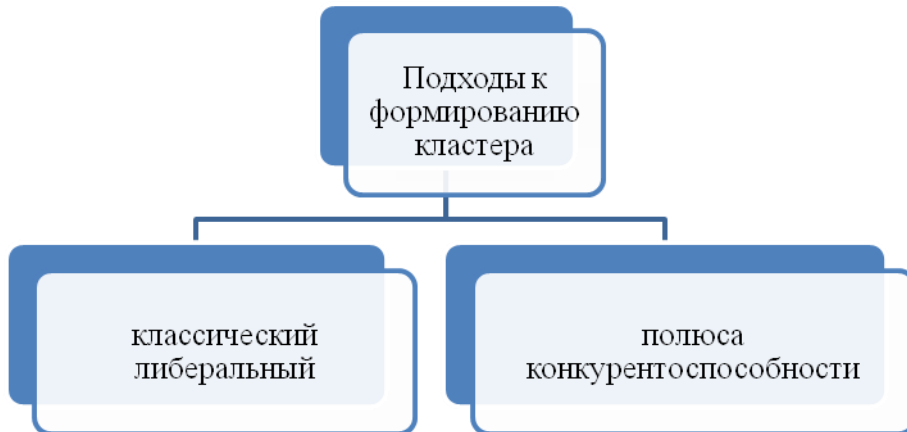 Подходы к
формированию
кластера
классический
либеральный
полюса
конкурентоспособности